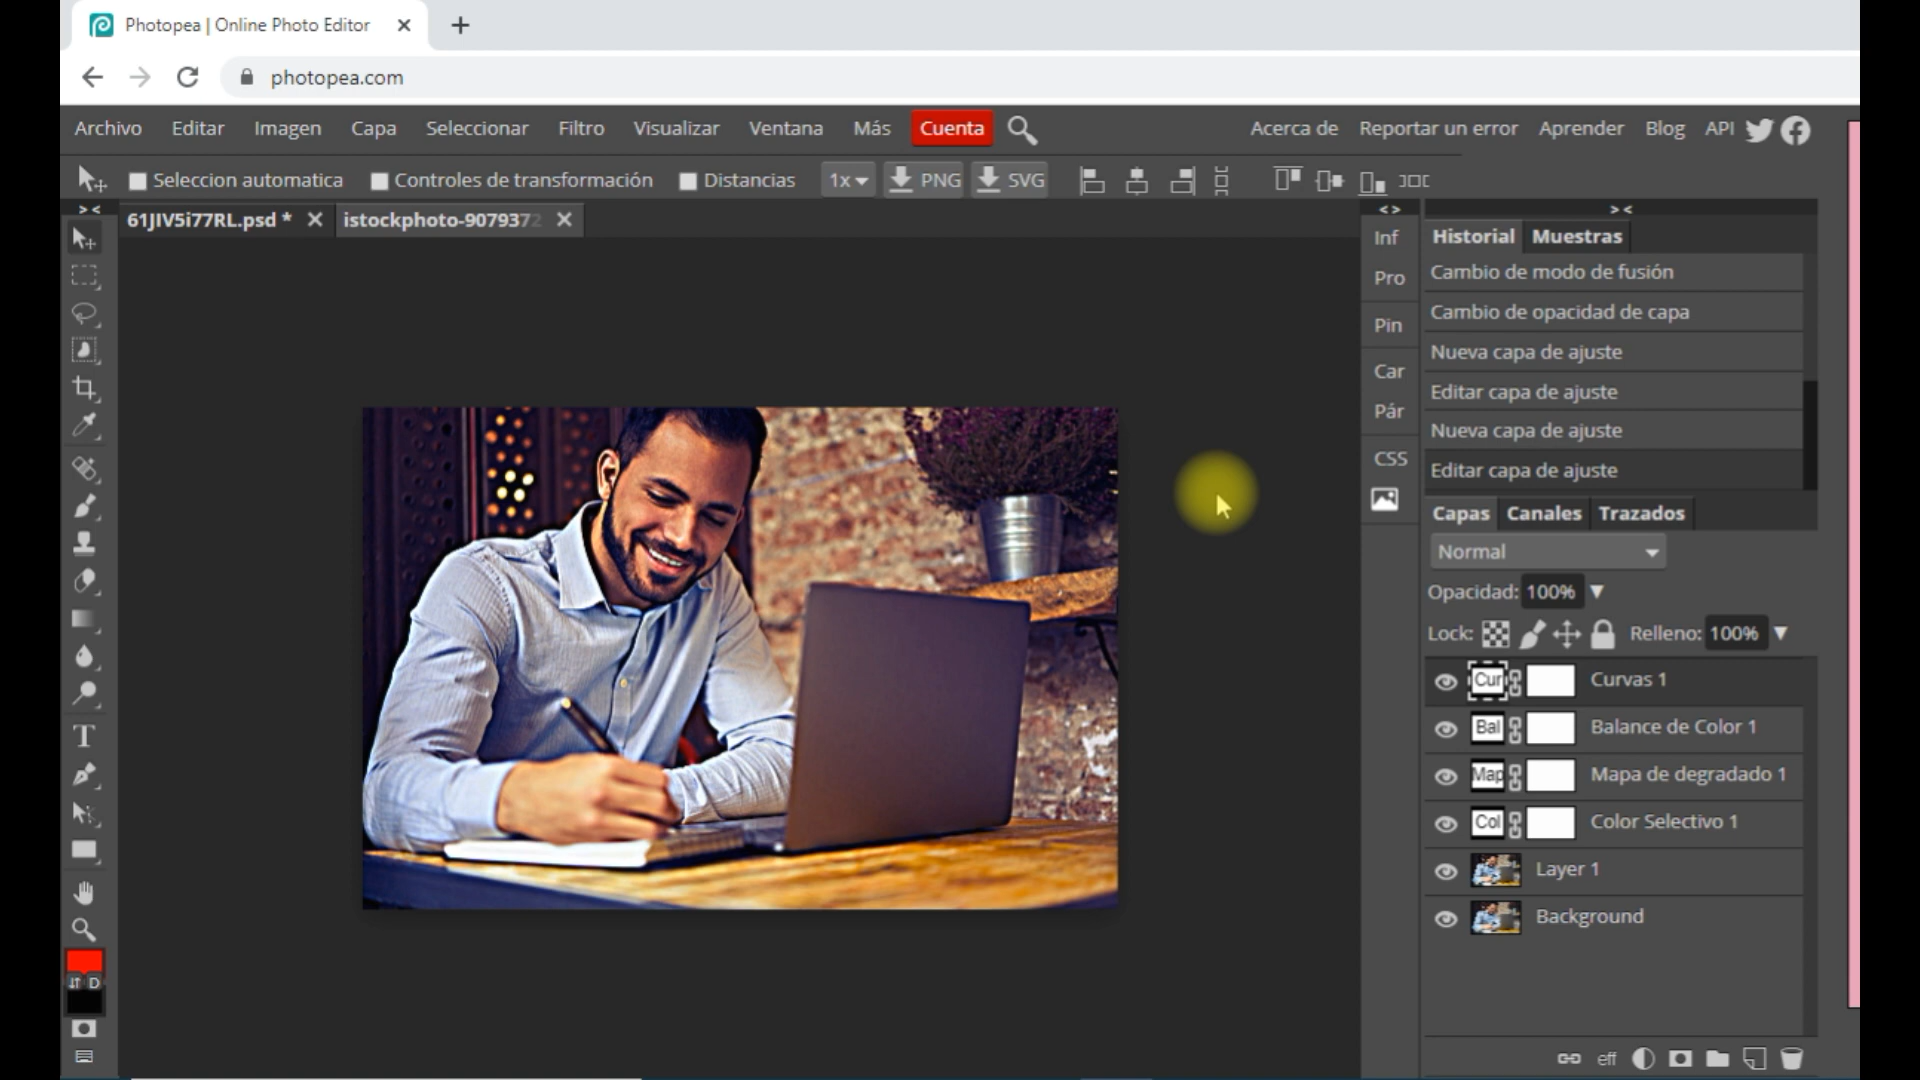 Photopea | Online Photo Editor
photopea.com
Archivo Editar Imagen Capa Seleccionar Filtro Visualizar Ventana Más Cuenta Acerca de Reportar un error Aprender Blog API
Seleccion automatica Controles de transformación Distancias 1x PNG SVG
61JIV5i77RL.psd * istockphoto-9079372
Inf
Pro
Pin
Car
Pár
CSS
Historial Muestras
Cambio de modo de fusión
Cambio de opacidad de capa
Nueva capa de ajuste
Editar capa de ajuste
Nueva capa de ajuste
Editar capa de ajuste
Capas Canales Trazados
Normal
Opacidad: 100%
Lock: Relleno: 100%
Cur Curvas 1
Bal Balance de Color 1
Map Mapa de degradado 1
Col Color Selectivo 1
Layer 1
Background
D
eff